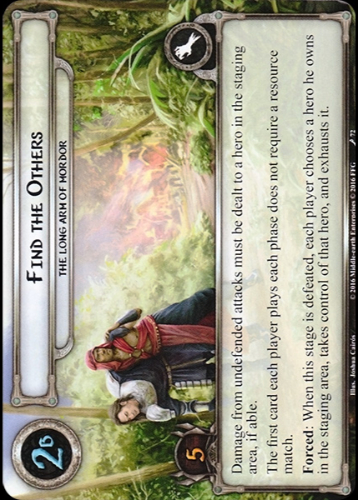 2B
FIND THE OTHERS
THE LONG ARM OF MORDOR
5
Damage from undefended attacks must be dealt to a hero in the staging
area, if able.
The first card each player plays each phase does not require a resource
match.
Forced: When this stage is defeated, each player chooses a hero he owns
in the staging area, takes control of that hero, and exhausts it.
Illus. Joshua Cairós © 2016 Middle-earth Enterprises © 2016 FFG 72